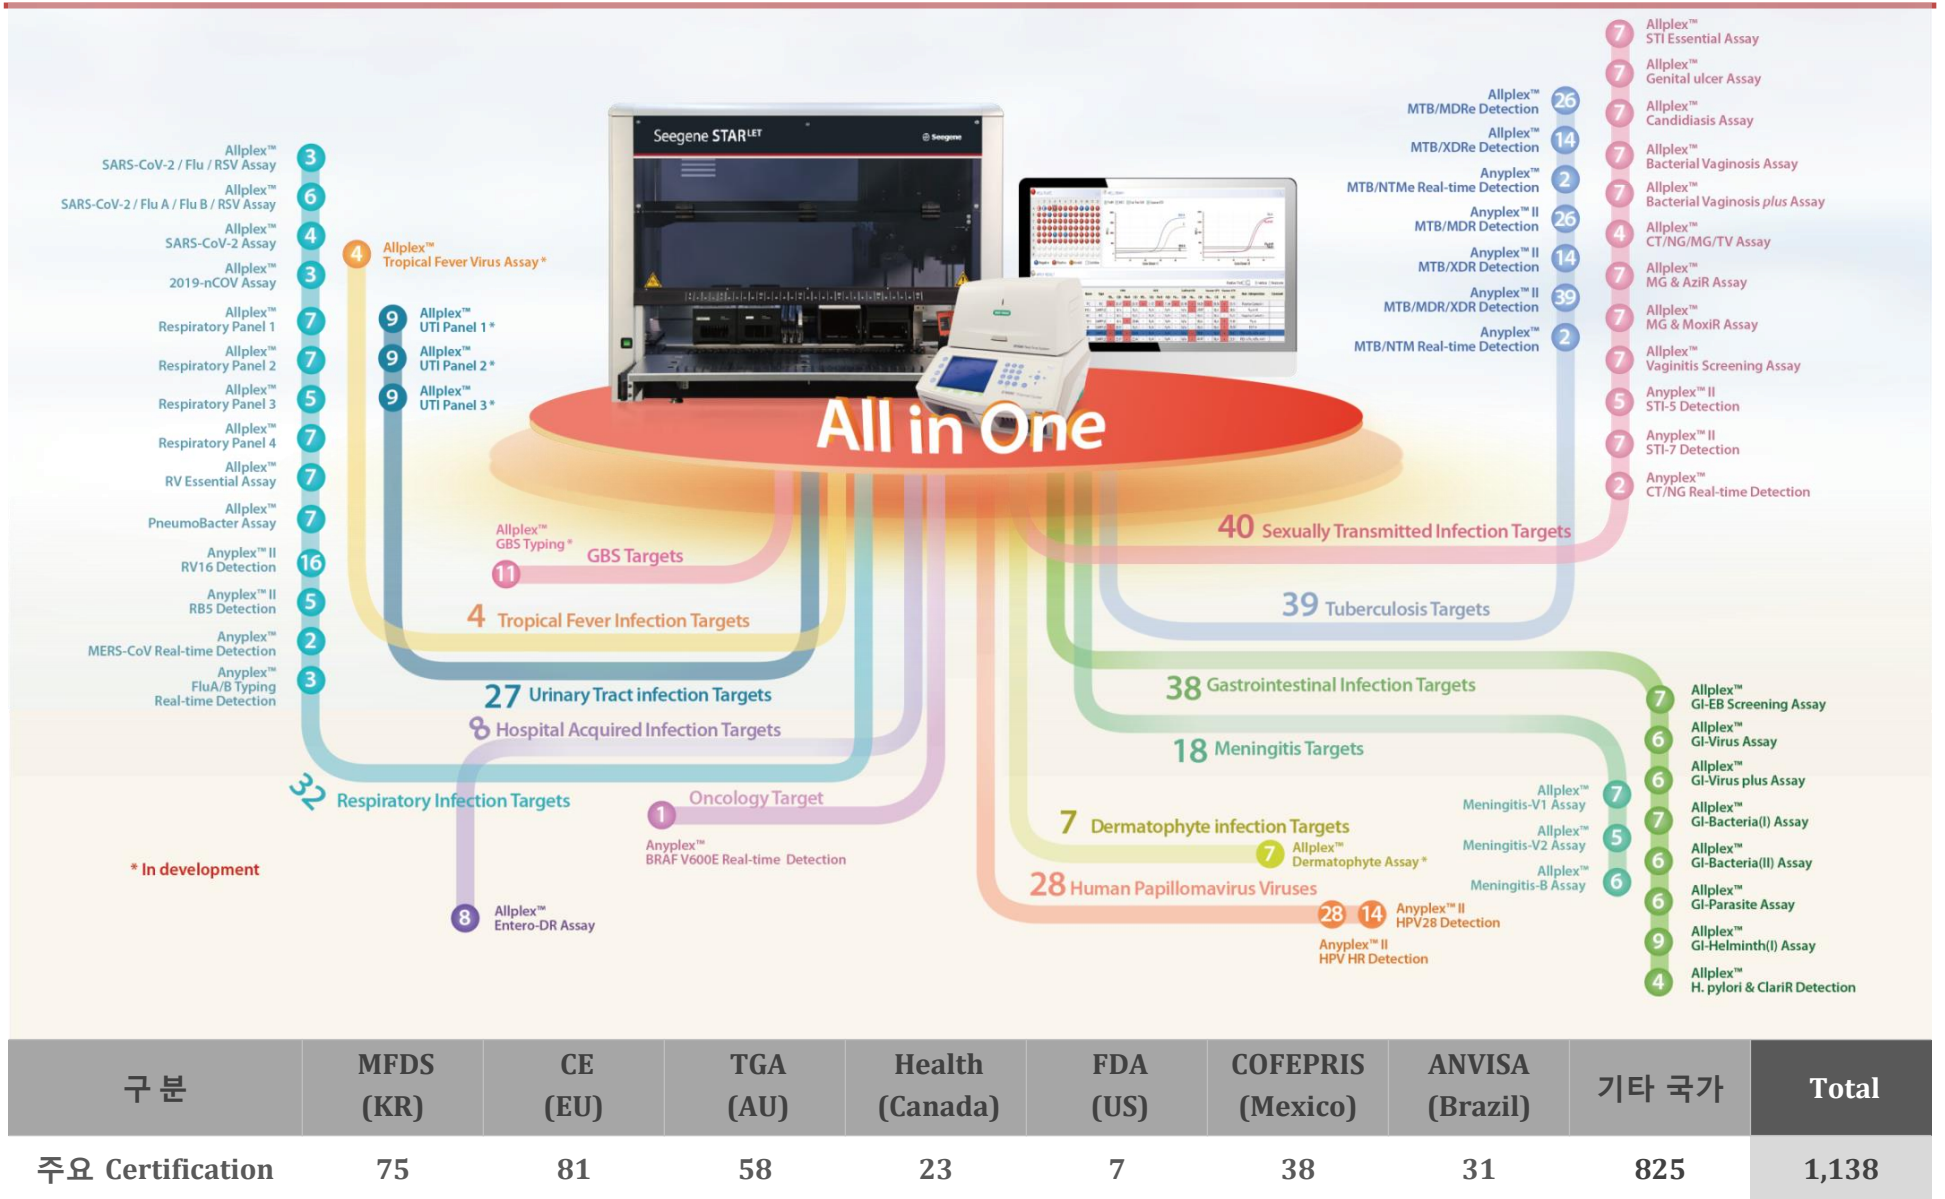 Seegene STARLET
Seegene
All in One
Allplex™
SARS-CoV-2 / Flu / RSV Assay
3
Allplex™
SARS-CoV-2 / Flu A / Flu B / RSV Assay
6
Allplex™
SARS-CoV-2 Assay
4
Allplex™
2019-nCOV Assay
3
Allplex™
Respiratory Panel 1
7
Allplex™
Respiratory Panel 2
7
Allplex™
Respiratory Panel 3
5
Allplex™
Respiratory Panel 4
7
Allplex™
RV Essential Assay
7
Allplex™
PneumoBacter Assay
7
Anyplex™ II
RV16 Detection
16
Anyplex™ II
RB5 Detection
5
Anyplex™
MERS-CoV Real-time Detection
2
Anyplex™
FluA/B Typing
Real-time Detection
3
32 Respiratory Infection Targets
4
Allplex™
Tropical Fever Virus Assay *
9
Allplex™
UTI Panel 1 *
9
Allplex™
UTI Panel 2 *
9
Allplex™
UTI Panel 3 *
Allplex™
GBS Typing *
11
GBS Targets
4 Tropical Fever Infection Targets
27 Urinary Tract infection Targets
8 Hospital Acquired Infection Targets
8
Allplex™
Entero-DR Assay
Oncology Target
1
Anyplex™
BRAF V600E Real-time Detection
* In development
Allplex™
MTB/MDRe Detection
26
Allplex™
MTB/XDRe Detection
14
Anyplex™
MTB/NTMe Real-time Detection
2
Anyplex™ II
MTB/MDR Detection
26
Anyplex™ II
MTB/XDR Detection
14
Anyplex™ II
MTB/MDR/XDR Detection
39
Anyplex™
MTB/NTM Real-time Detection
2
7
Allplex™
STI Essential Assay
7
Allplex™
Genital ulcer Assay
7
Allplex™
Candidiasis Assay
7
Allplex™
Bacterial Vaginosis Assay
7
Allplex™
Bacterial Vaginosis plus Assay
4
Allplex™
CT/NG/MG/TV Assay
7
Allplex™
MG & AziR Assay
7
Allplex™
MG & MoxiR Assay
7
Allplex™
Vaginitis Screening Assay
5
Anyplex™ II
STI-5 Detection
7
Anyplex™ II
STI-7 Detection
2
Anyplex™
CT/NG Real-time Detection
40 Sexually Transmitted Infection Targets
39 Tuberculosis Targets
38 Gastrointestinal Infection Targets
7
Allplex™
GI-EB Screening Assay
6
Allplex™
GI-Virus Assay
6
Allplex™
GI-Virus plus Assay
7
Allplex™
GI-Bacteria(I) Assay
6
Allplex™
GI-Bacteria(II) Assay
6
Allplex™
GI-Parasite Assay
9
Allplex™
GI-Helminth(I) Assay
4
Allplex™
H. pylori & ClariR Detection
18 Meningitis Targets
Allplex™
Meningitis-V1 Assay
7
Allplex™
Meningitis-V2 Assay
5
Allplex™
Meningitis-B Assay
6
7 Dermatophyte infection Targets
7
Allplex™
Dermatophyte Assay *
28 Human Papillomavirus Viruses
28 14
Anyplex™ II
HPV28 Detection
Anyplex™ II
HPV HR Detection
구 분 MFDS (KR) CE (EU) TGA (AU) Health (Canada) FDA (US) COFEPRIS (Mexico) ANVISA (Brazil) 기타 국가 Total
주요 Certification 75 81 58 23 7 38 31 825 1,138